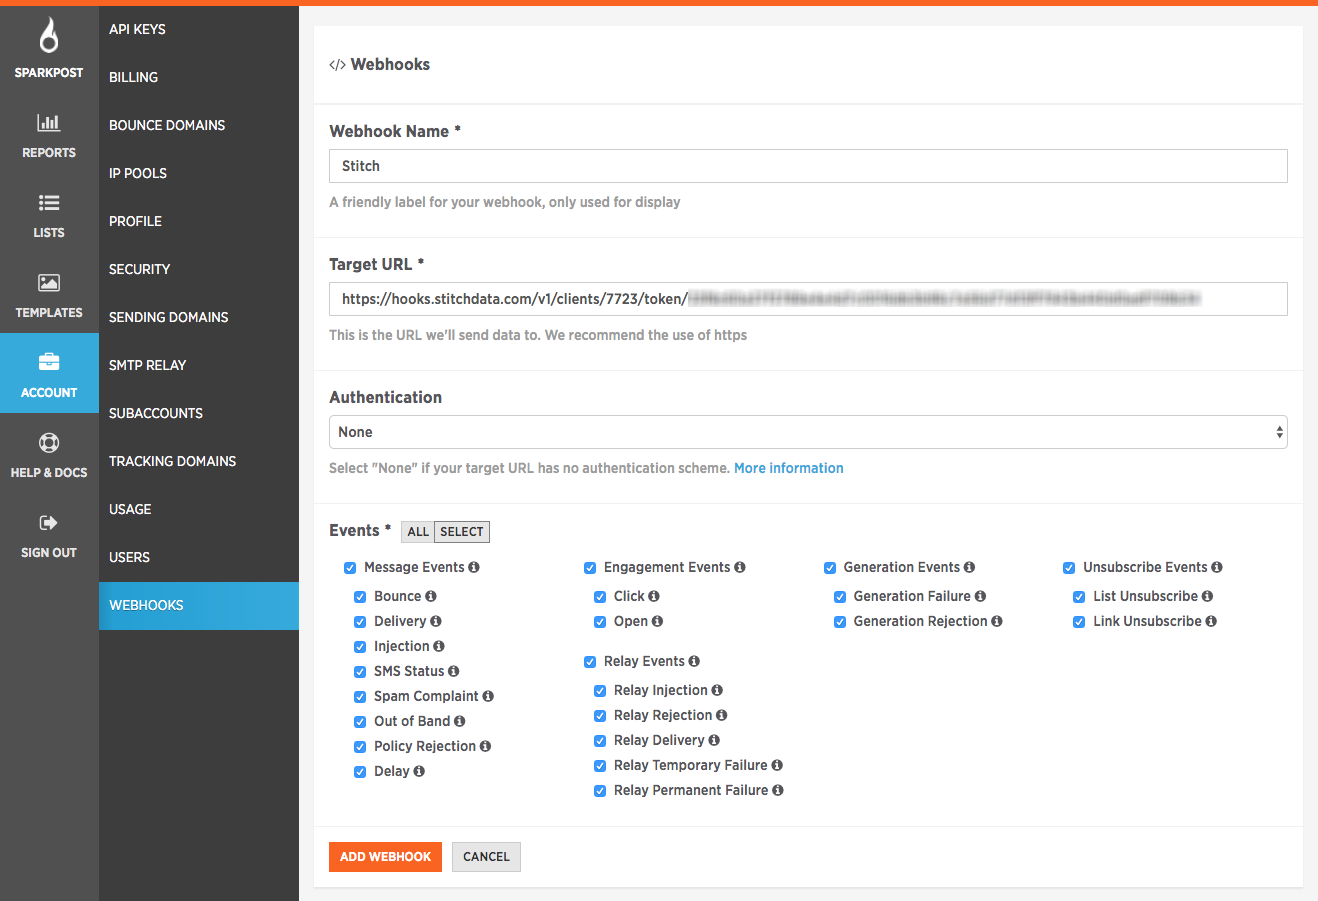 SPARKPOST
REPORTS
LISTS
TEMPLATES
ACCOUNT
HELP & DOCS
SIGN OUT
API KEYS
BILLING
BOUNCE DOMAINS
IP POOLS
PROFILE
SECURITY
SENDING DOMAINS
SMTP RELAY
SUBACCOUNTS
TRACKING DOMAINS
USAGE
USERS
WEBHOOKS
</> Webhooks
Webhook Name *
Stitch
A friendly label for your webhook, only used for display
Target URL *
https://hooks.stitchdata.com/v1/clients/7723/token/
This is the URL we'll send data to. We recommend the use of https
Authentication
None
Select "None" if your target URL has no authentication scheme. More information
Events * ALL SELECT
Message Events
Bounce
Delivery
Injection
SMS Status
Spam Complaint
Out of Band
Policy Rejection
Delay
Engagement Events
Click
Open
Relay Events
Relay Injection
Relay Rejection
Relay Delivery
Relay Temporary Failure
Relay Permanent Failure
Generation Events
Generation Failure
Generation Rejection
Unsubscribe Events
List Unsubscribe
Link Unsubscribe
ADD WEBHOOK CANCEL